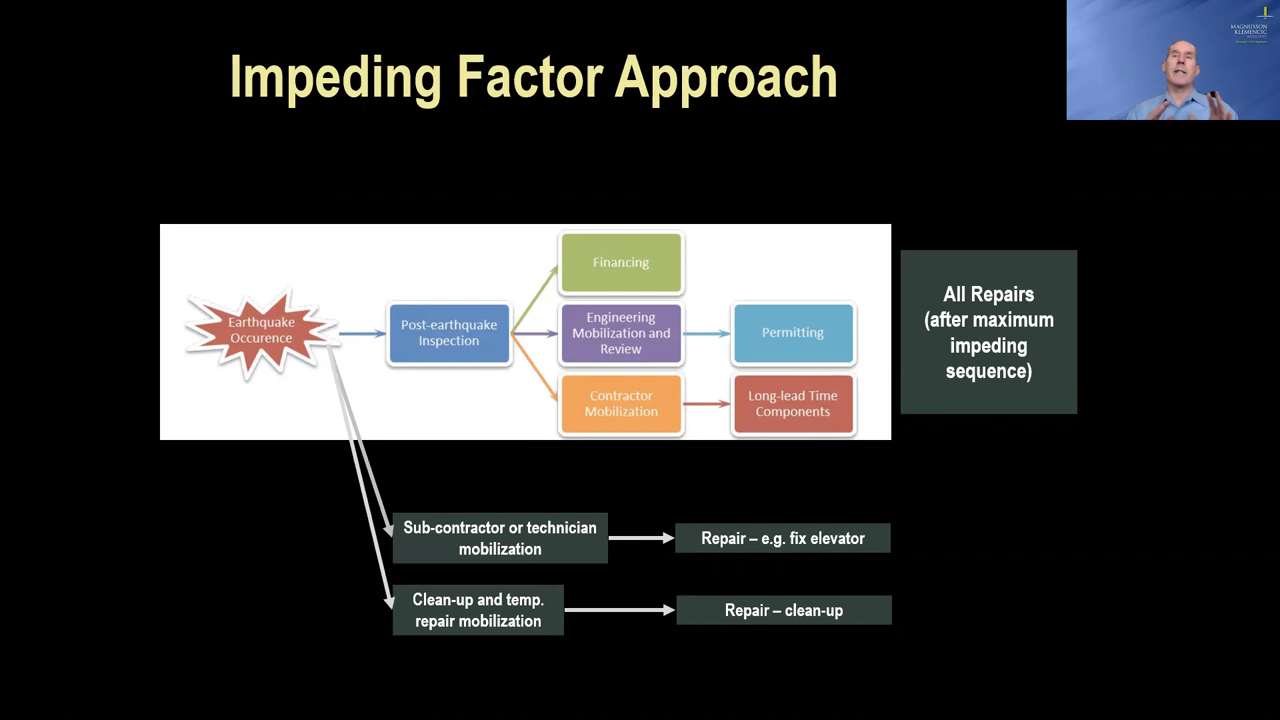 Impeding Factor Approach
MAGNUSSON
KLEMENCIC
Earthquake
Occurence
Post-earthquake
Inspection
Financing
Engineering
Mobilization and
Review
Permitting
Contractor
Mobilization
Long-lead Time
Components
All Repairs
(after maximum
impeding
sequence)
Sub-contractor or technician
mobilization
Repair – e.g. fix elevator
Clean-up and temp.
repair mobilization
Repair – clean-up